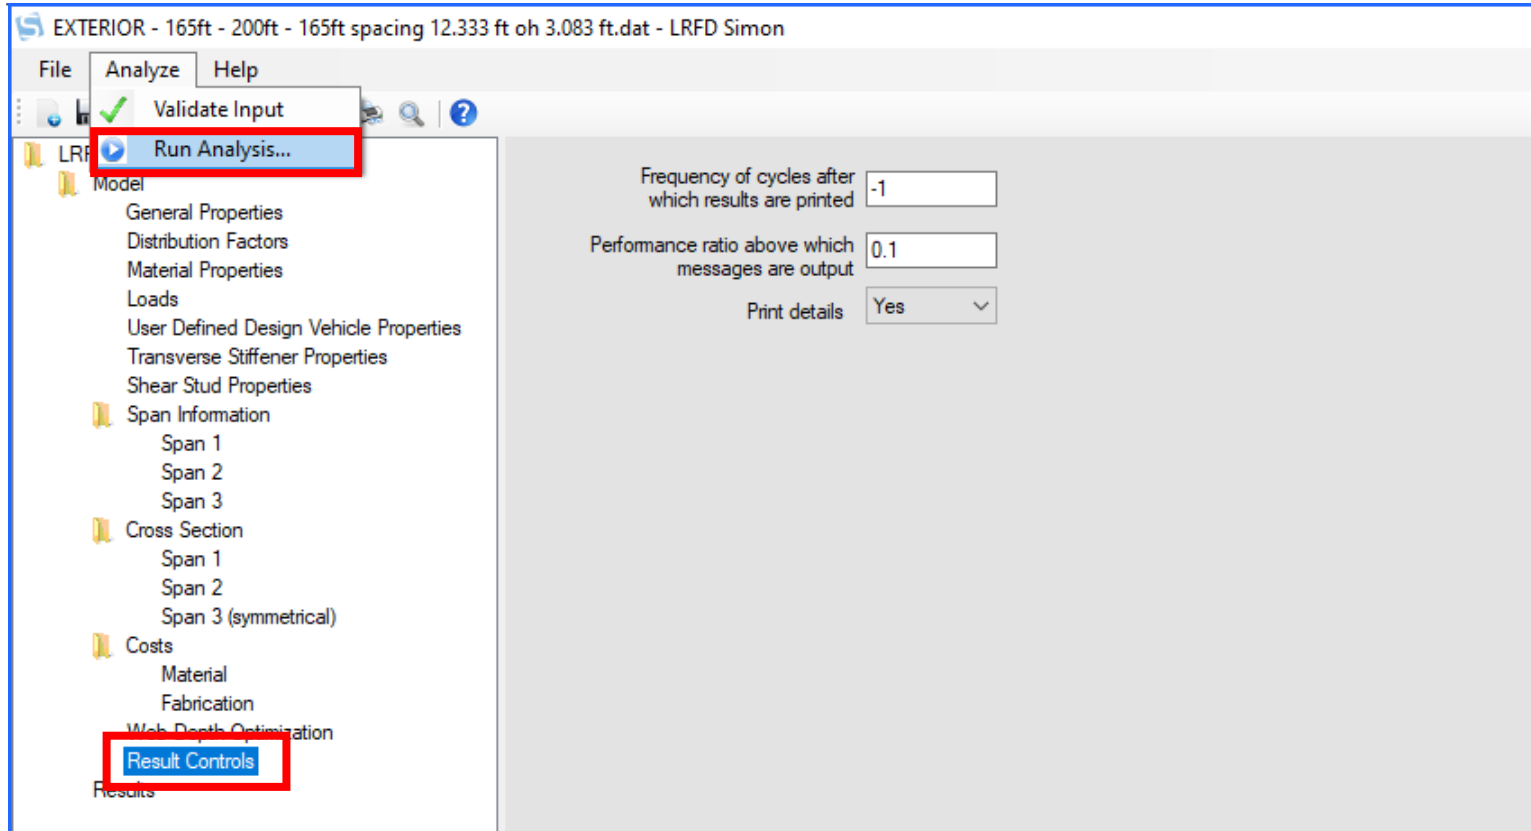 EXTERIOR - 165ft - 200ft - 165ft spacing 12.333 ft oh 3.083 ft.dat - LRFD Simon
File Analyze Help
Validate Input
Run Analysis...
Model
General Properties
Distribution Factors
Material Properties
Loads
User Defined Design Vehicle Properties
Transverse Stiffener Properties
Shear Stud Properties
Span Information
Span 1
Span 2
Span 3
Cross Section
Span 1
Span 2
Span 3 (symmetrical)
Costs
Material
Fabrication
Web Depth Optimization
Result Controls
Results
Frequency of cycles after
which results are printed
-1
Performance ratio above which
messages are output
0.1
Print details
Yes